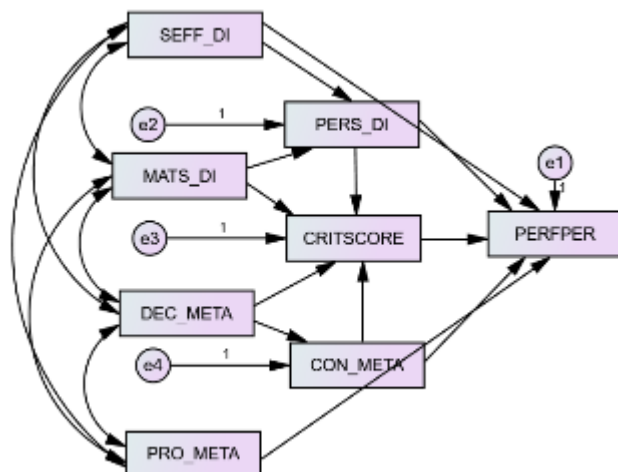 SEFF_DI
e2
1
PERS_DI
e1
1
MATS_DI
e3
1
CRITSCORE
PERFPER
DEC_META
e4
1
CON_META
PRO_META